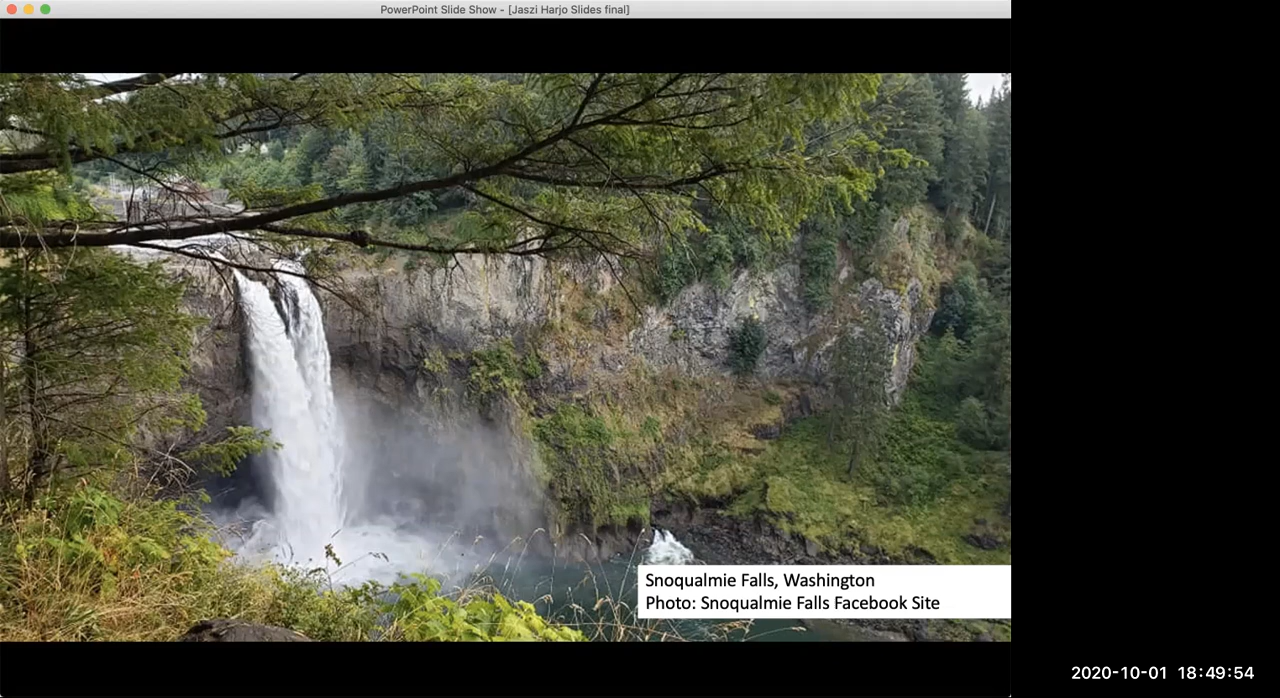 PowerPoint Slide Show - [Jaszi Harjo Slides final]
Snoqualmie Falls, Washington
Photo: Snoqualmie Falls Facebook Site
2020-10-01 18:49:54